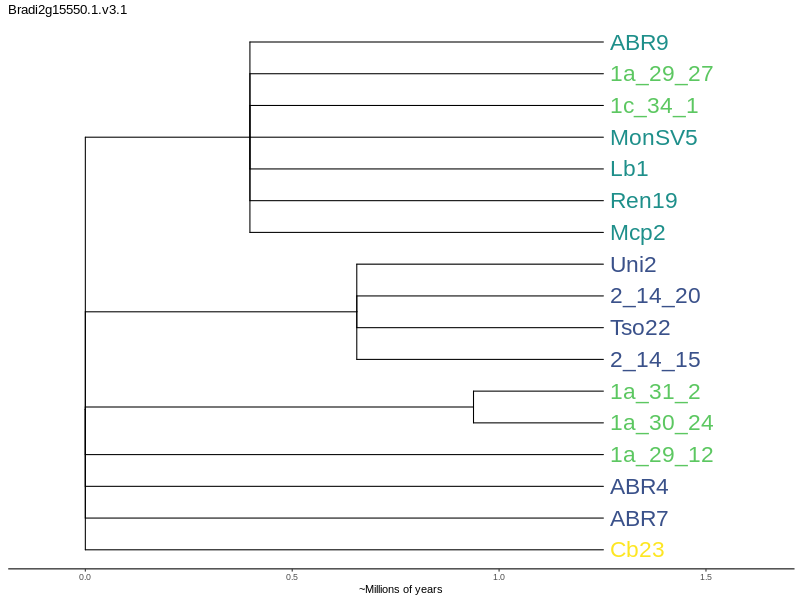 Bradi2g15550.1.v3.1
ABR9
1a_29_27
1c_34_1
MonSV5
Lb1
Ren19
Mcp2
Uni2
2_14_20
Tso22
2_14_15
1a_31_2
1a_30_24
1a_29_12
ABR4
ABR7
Cb23
0.0 0.5 1.0 1.5
~Millions of years